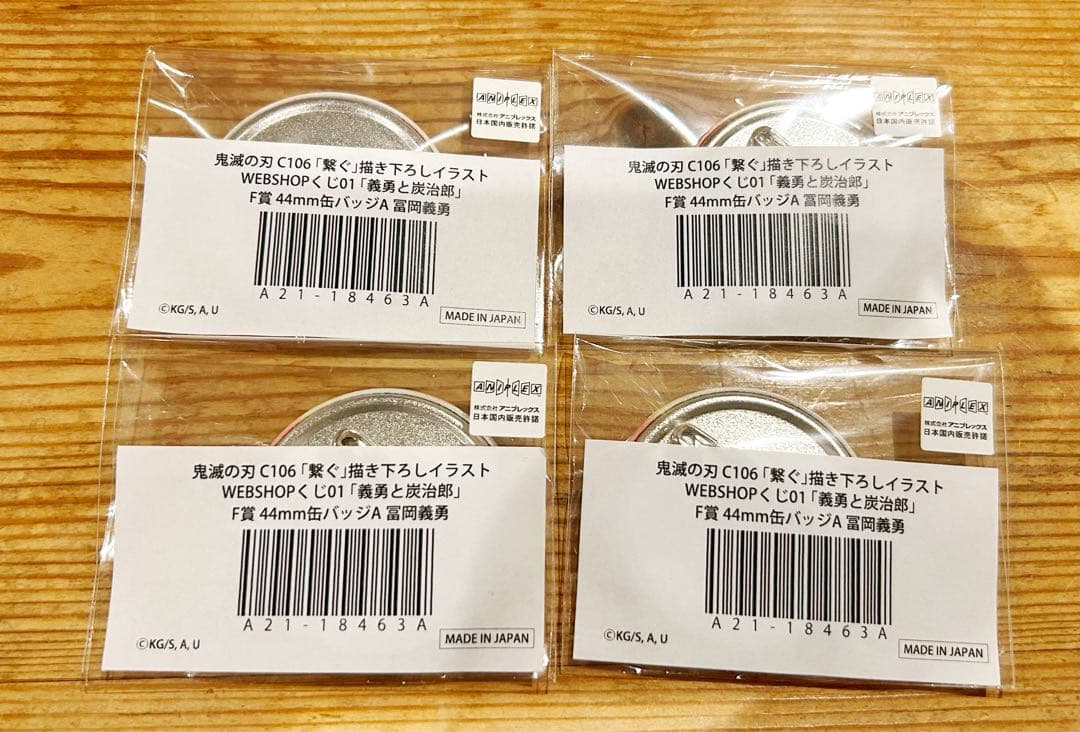 ANIPLEX
株式会社アニプレックス
日本国内販売許諾
鬼滅の刃 C106「繋ぐ」描き下ろしイラスト
WEBSHOPくじ01「義勇と炭治郎」
F賞 44mm缶バッジA 冨岡義勇
A21-18463A
©KG/S, A, U
MADE IN JAPAN
ANIPLEX
株式会社アニプレックス
日本国内販売許諾
鬼滅の刃 C106「繋ぐ」描き下ろしイラスト
WEBSHOPくじ01「義勇と炭治郎」
F賞 44mm缶バッジA 冨岡義勇
A21-18463A
©KG/S, A, U
MADE IN JAPAN
ANIPLEX
株式会社アニプレックス
日本国内販売許諾
鬼滅の刃 C106「繋ぐ」描き下ろしイラスト
WEBSHOPくじ01「義勇と炭治郎」
F賞 44mm缶バッジA 冨岡義勇
A21-18463A
©KG/S, A, U
MADE IN JAPAN
ANIPLEX
株式会社アニプレックス
日本国内販売許諾
鬼滅の刃 C106「繋ぐ」描き下ろしイラスト
WEBSHOPくじ01「義勇と炭治郎」
F賞 44mm缶バッジA 冨岡義勇
A21-18463A
©KG/S, A, U
MADE IN JAPAN